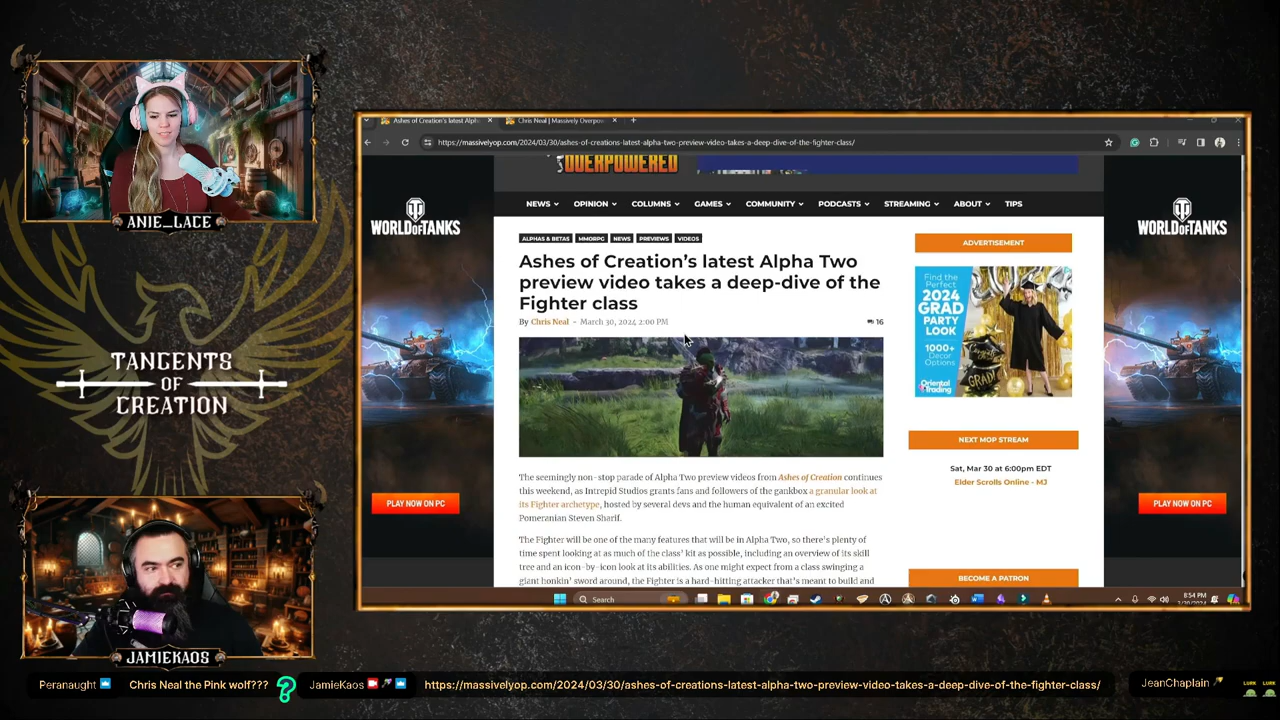 Ashes of Creation's latest Alph
Chris Neal | Massively Overpow
https://massivelyop.com/2024/03/30/ashes-of-creations-latest-alpha-two-preview-video-takes-a-deep-dive-of-the-fighter-class/
OVERPOWERED
NEWS OPINION COLUMNS GAMES COMMUNITY PODCASTS STREAMING ABOUT TIPS
WORLD OF TANKS
WORLD OF TANKS
ALPHAS & BETAS MMORPG NEWS PREVIEWS VIDEOS
Ashes of Creation's latest Alpha Two
preview video takes a deep-dive of the
Fighter class
By Chris Neal - March 30, 2024 2:00 PM
16
The seemingly non-stop parade of Alpha Two preview videos from Ashes of Creation continues
this weekend, as Intrepid Studios grants fans and followers of the gankbox a granular look at
its Fighter archetype, hosted by several devs and the human equivalent of an excited
Pomeranian Steven Sharif.
The Fighter will be one of the many features that will be in Alpha Two, so there's plenty of
time spent looking at as much of the class' kit as possible, including an overview of its skill
tree and an icon-by-icon look at its abilities. As one might expect from a class swinging a
giant honkin' sword around, the Fighter is a hard-hitting attacker that's meant to build and
ADVERTISEMENT
Find the
Perfect
2024
GRAD
PARTY
LOOK
1000+
Decor
Options
Oriental
Trading
GRAD
NEXT MOP STREAM
Sat, Mar 30 at 6:00pm EDT
Elder Scrolls Online - MJ
BECOME A PATRON
PLAY NOW ON PC
PLAY NOW ON PC
Search
8:54 PM
ANIE_LACE
TANGENTS
OF
CREATION
JAMIEKAOS
Peranaught Chris Neal the Pink wolf??? JamieKaos https://massivelyop.com/2024/03/30/ashes-of-creations-latest-alpha-two-preview-video-takes-a-deep-dive-of-the-fighter-class/ JeanChaplain LURK LURK